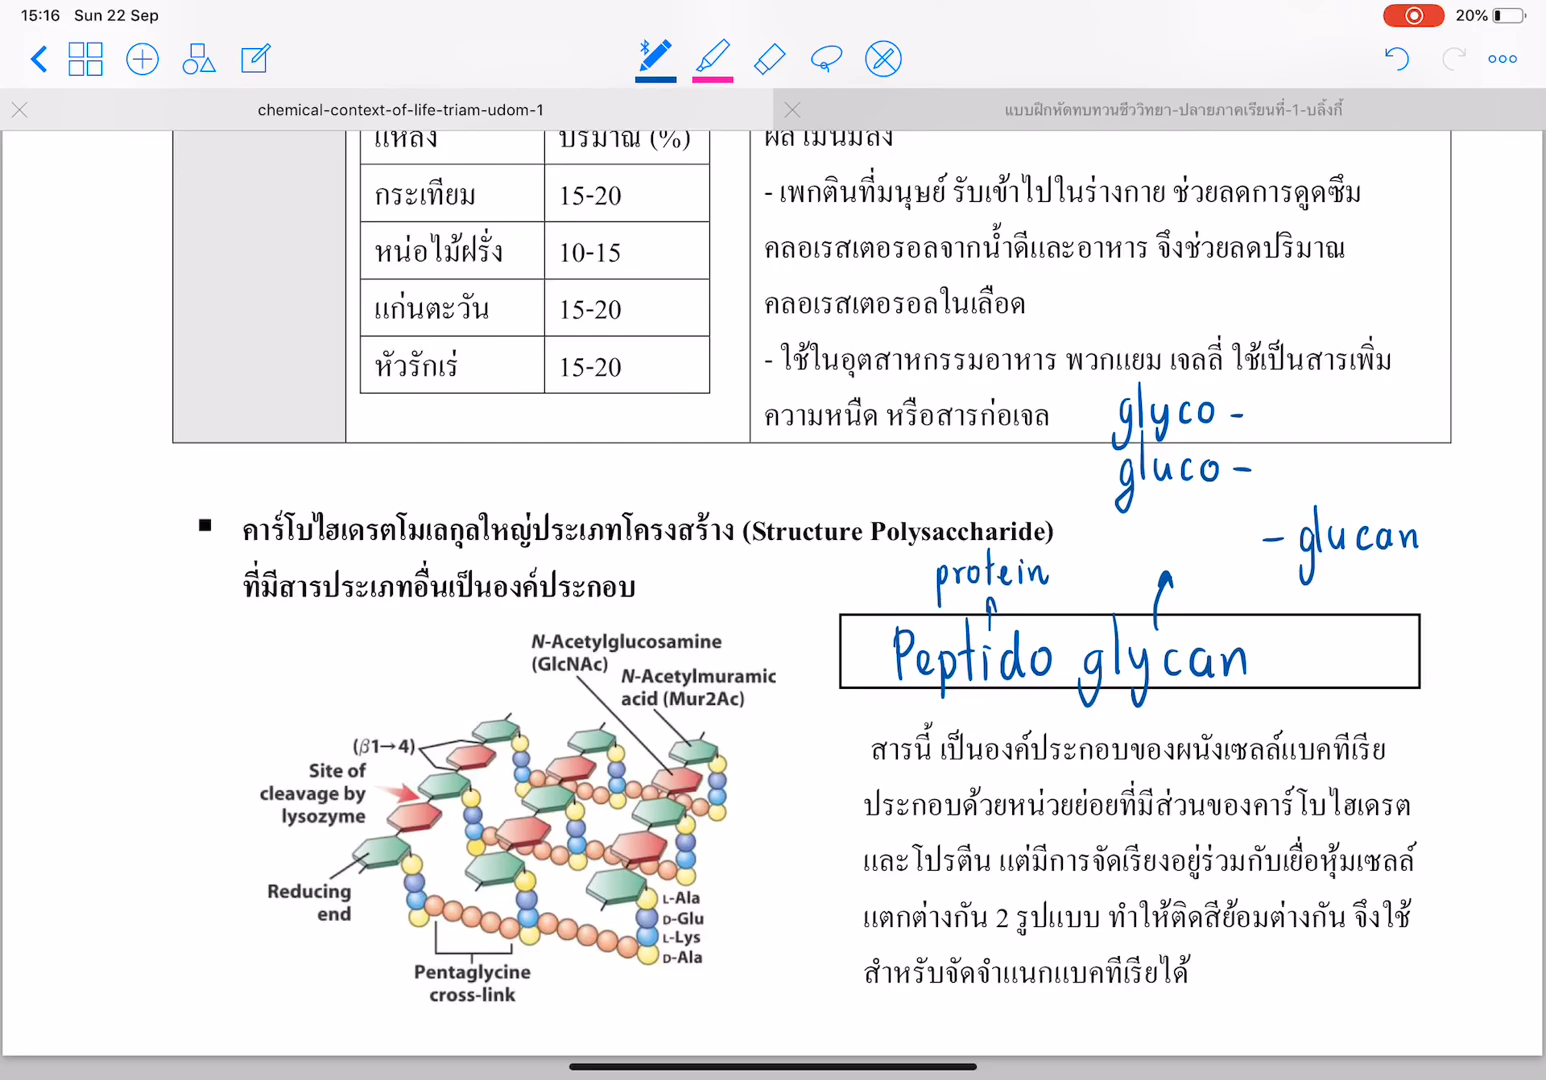 15:16 Sun 22 Sep
20%
chemical-context-of-life-triam-udom-1
แบบฝึกหัดทบทวนชีววิทยา-ปลายภาคเรียนที่-1-บลิ้งกี้
แหล่ง ปริมาณ (%)
กระเทียม 15-20
หน่อไม้ฝรั่ง 10-15
แก่นตะวัน 15-20
หัวรักเร่ 15-20
- เพกตินที่มนุษย์ รับเข้าไปในร่างกาย ช่วยลดการดูดซึม
คลอเรสเตอรอลจากน้ำดีและอาหาร จึงช่วยลดปริมาณ
คลอเรสเตอรอลในเลือด
- ใช้ในอุตสาหกรรมอาหาร พวกแยม เจลลี่ ใช้เป็นสารเพิ่ม
ความหนืด หรือสารก่อเจล
glyco -
gluco -
- glucan
คาร์โบไฮเดรตโมเลกุลใหญ่ประเภทโครงสร้าง (Structure Polysaccharide)
ที่มีสารประเภทอื่นเป็นองค์ประกอบ
protein
Peptido glycan
N-Acetylglucosamine
(GlcNAc)
N-Acetylmuramic
acid (Mur2Ac)
(β1→4)
Site of
cleavage by
lysozyme
Reducing
end
L-Ala
D-Glu
L-Lys
D-Ala
Pentaglycine
cross-link
สารนี้ เป็นองค์ประกอบของผนังเซลล์แบคทีเรีย
ประกอบด้วยหน่วยย่อยที่มีส่วนของคาร์โบไฮเดรต
และโปรตีน แต่มีการจัดเรียงอยู่ร่วมกับเยื่อหุ้มเซลล์
แตกต่างกัน 2 รูปแบบ ทำให้ติดสีย้อมต่างกัน จึงใช้
สำหรับจัดจำแนกแบคทีเรียได้